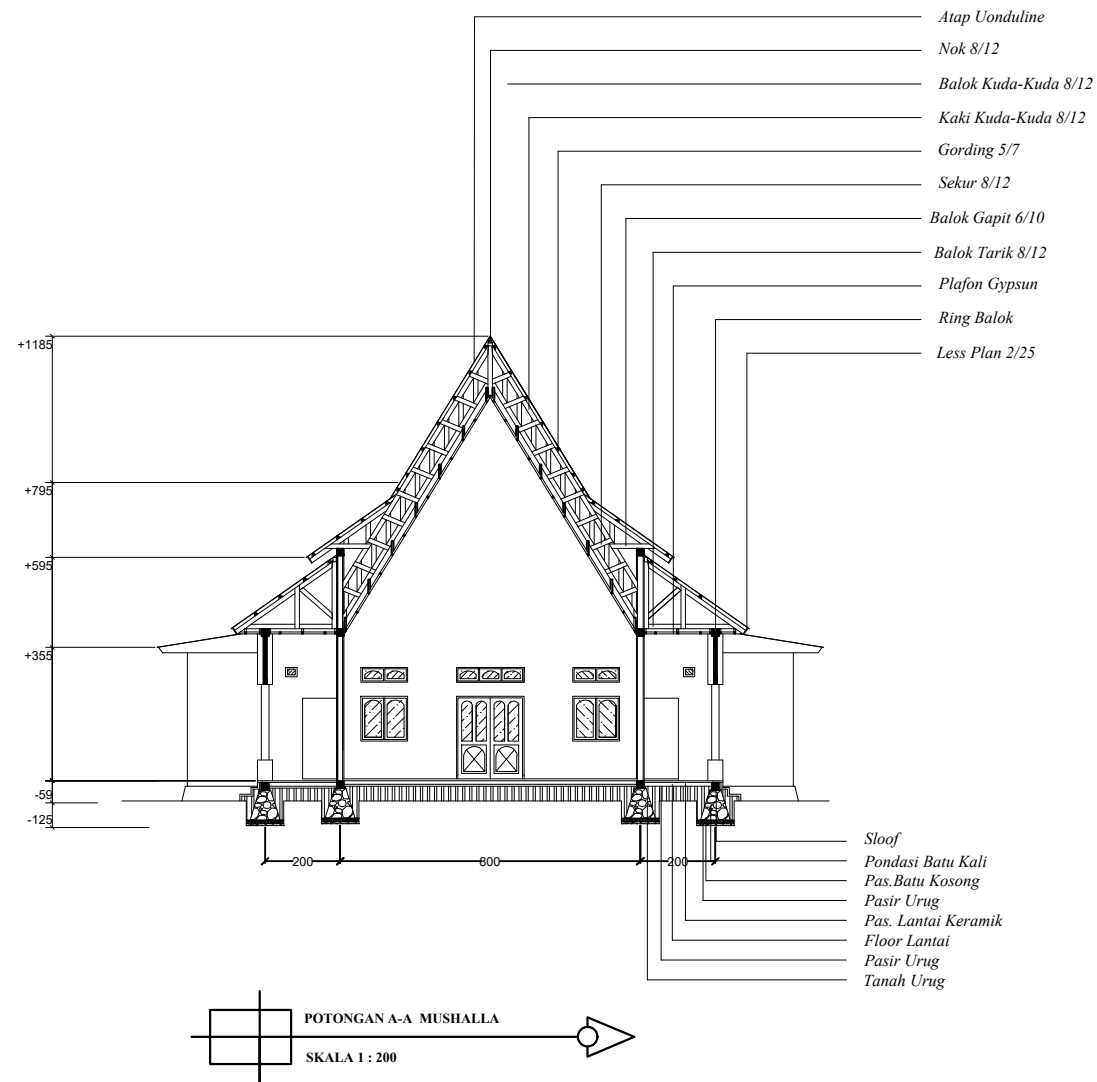 Atap Uonduline
Nok 8/12
Balok Kuda-Kuda 8/12
Kaki Kuda-Kuda 8/12
Gording 5/7
Sekur 8/12
Balok Gapit 6/10
Balok Tarik 8/12
Plafon Gypsun
Ring Balok
Less Plan 2/25
+1185
+795
+595
+355
-59
-125
200
800
200
Sloof
Pondasi Batu Kali
Pas.Batu Kosong
Pasir Urug
Pas. Lantai Keramik
Floor Lantai
Pasir Urug
Tanah Urug
POTONGAN A-A MUSHALLA
SKALA 1 : 200